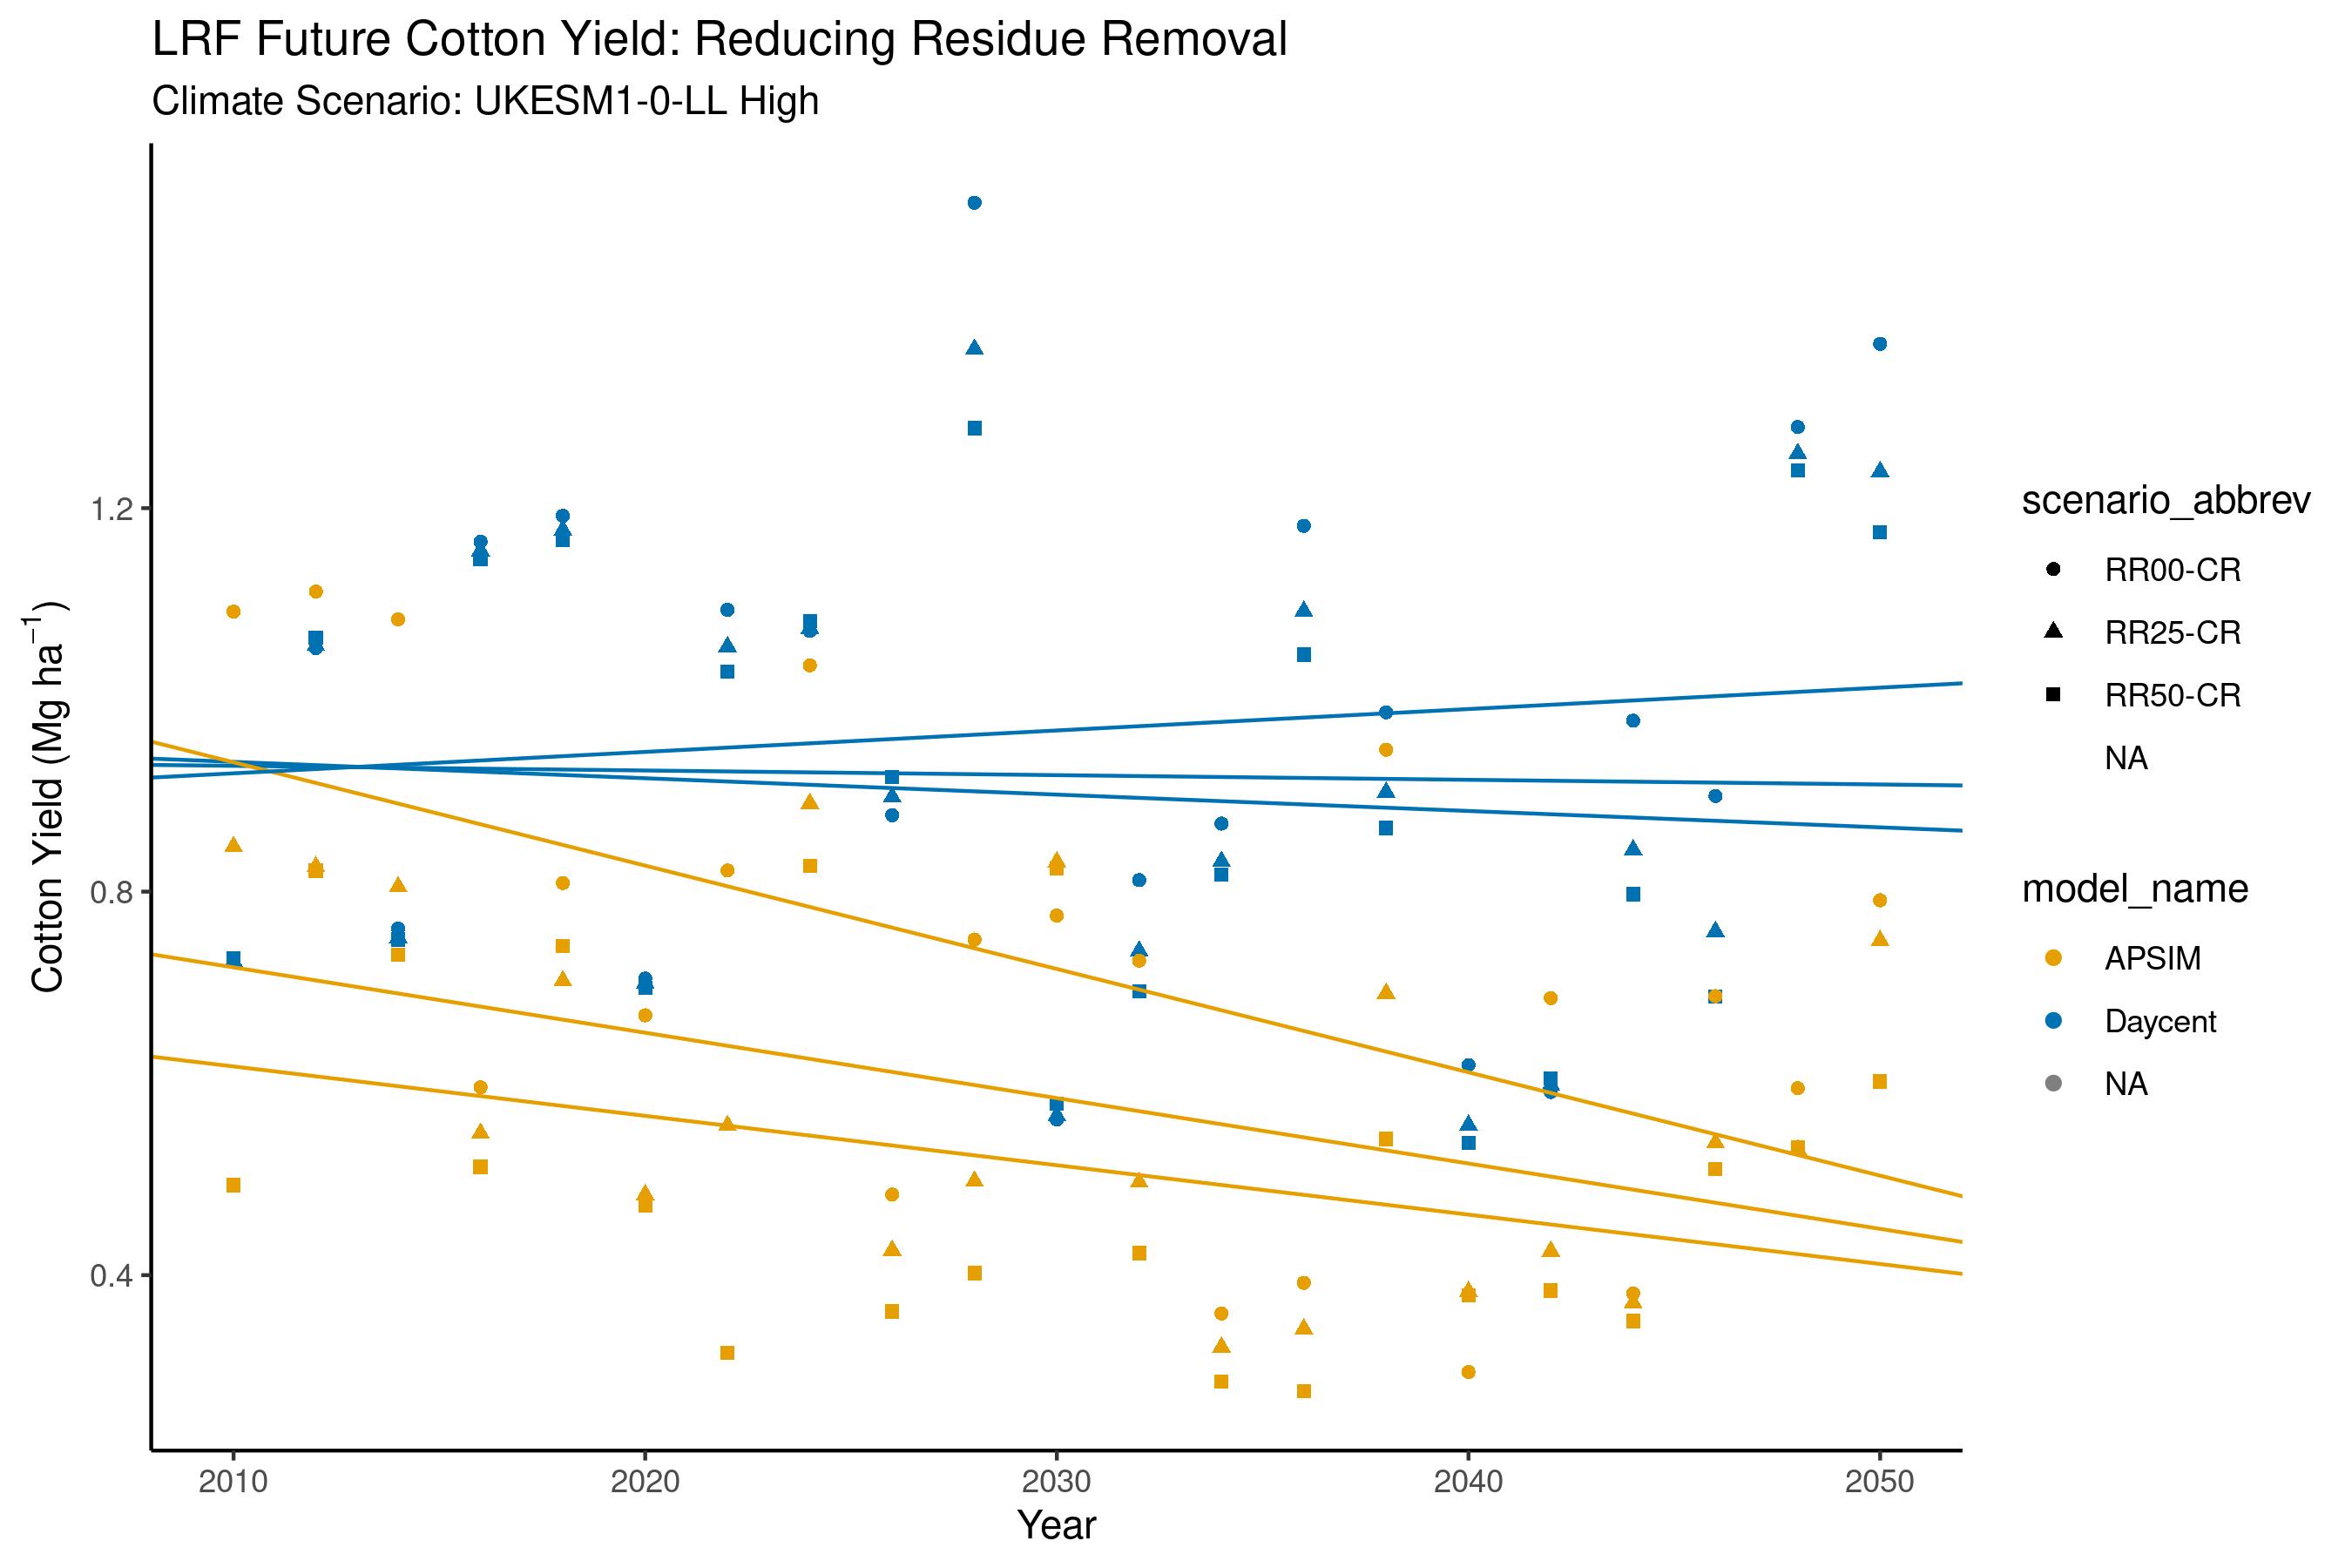 LRF Future Cotton Yield: Reducing Residue Removal
Climate Scenario: UKESM1-0-LL High
Cotton Yield (Mg ha⁻¹)
1.2
0.8
0.4
2010
2020
2030
2040
2050
Year
scenario_abbrev
RR00-CR
RR25-CR
RR50-CR
NA
model_name
APSIM
Daycent
NA